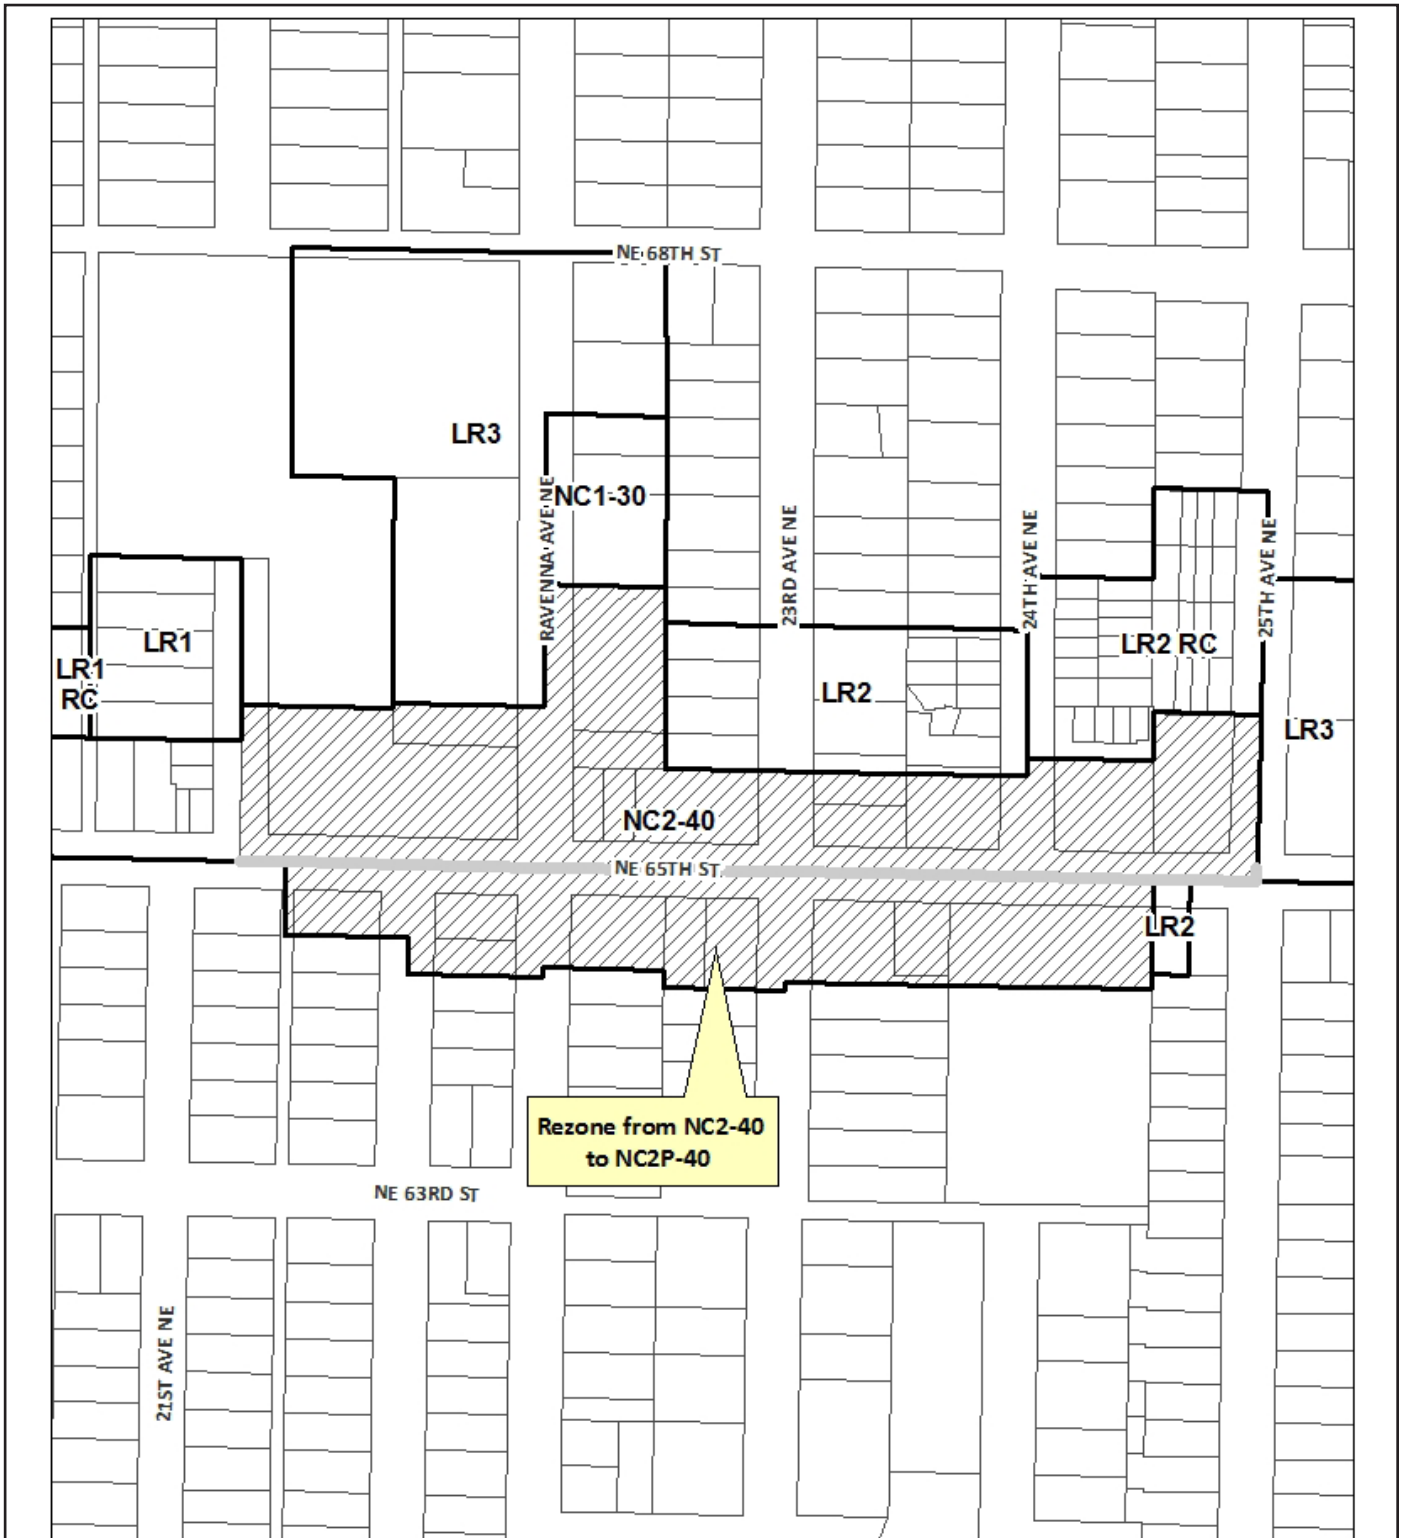 NE 68TH ST
LR3
NC1-30
RAVENNA AVE NE
23RD AVE NE
24TH AVE NE
25TH AVE NE
LR1
LR1
RC
LR2 RC
LR2
LR3
NC2-40
NE 65TH ST
LR2
Rezone from NC2-40
to NC2P-40
NE 63RD ST
21ST AVE NE